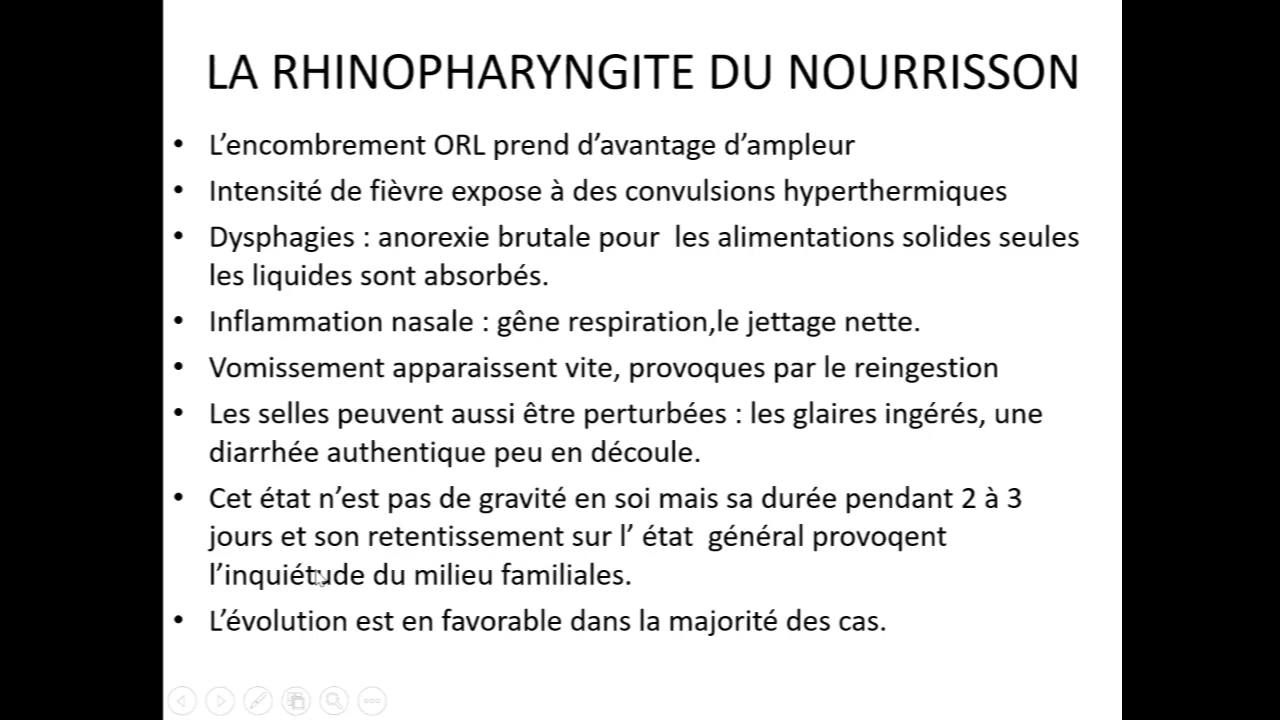 LA RHINOPHARYNGITE DU NOURRISSON
• L’encombrement ORL prend d’avantage d’ampleur
• Intensité de fièvre expose à des convulsions hyperthermiques
• Dysphagies : anorexie brutale pour  les alimentations solides seules
les liquides sont absorbés.
• Inflammation nasale : gêne respiration,le jettage nette.
• Vomissement apparaissent vite, provoques par le reingestion
• Les selles peuvent aussi être perturbées : les glaires ingérés, une
diarrhée authentique peu en découle.
• Cet état n’est pas de gravité en soi mais sa durée pendant 2 à 3
jours et son retentissement sur l’ état  général provoqent
l’inquiétude du milieu familiales.
• L’évolution est en favorable dans la majorité des cas.